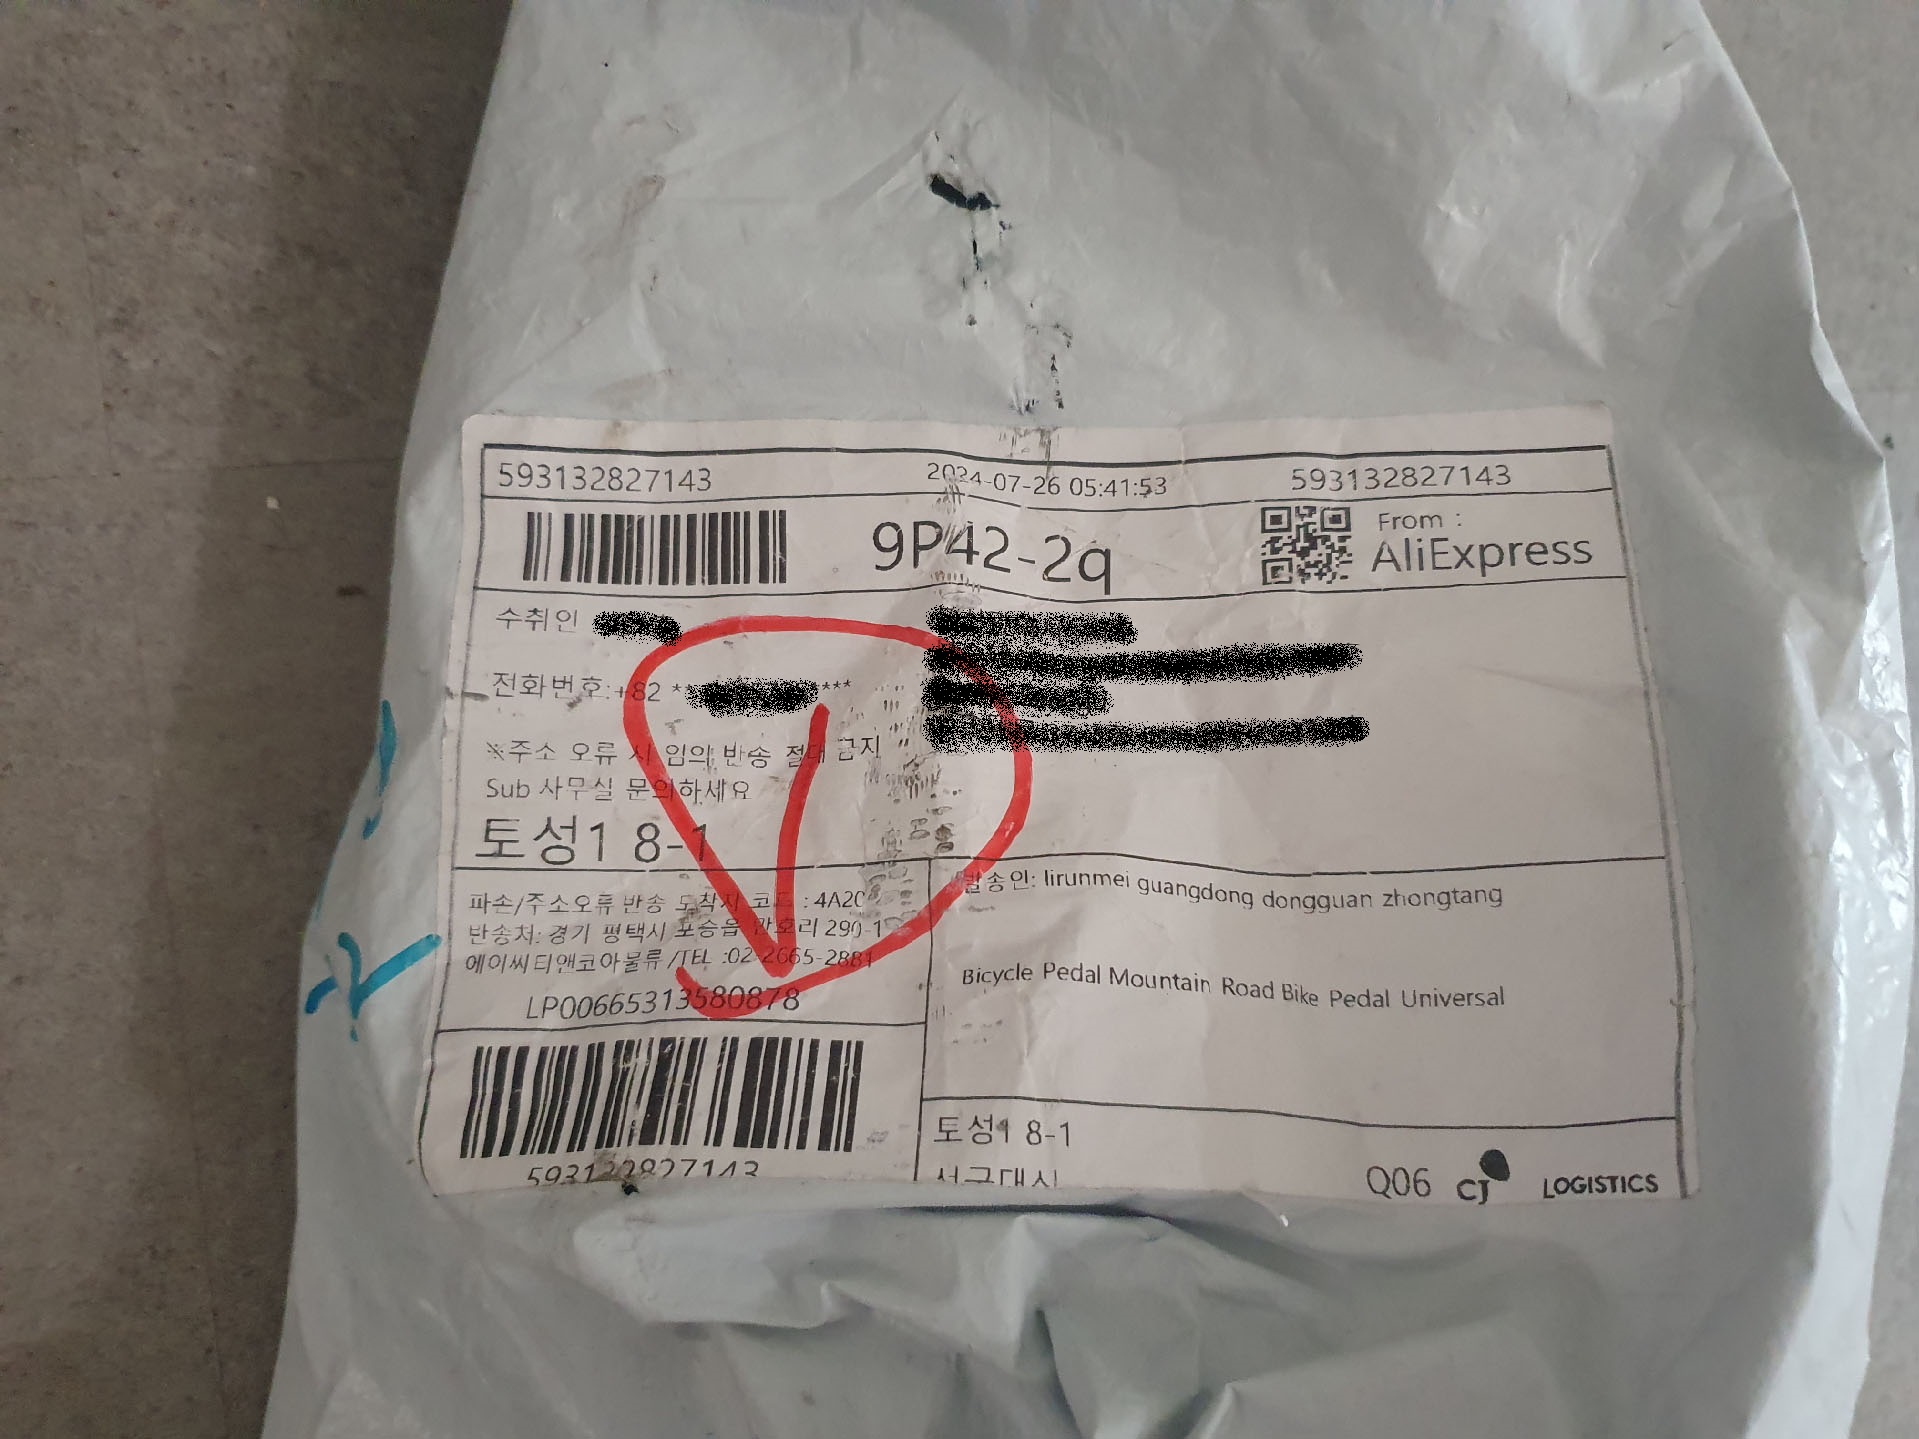 593132827143
2024-07-26 05:41:53
593132827143
9P42-2q
From :
AliExpress
수취인
전화번호:+82 ** ***
※주소 오류 시 임의 반송 절대 금지
Sub 사무실 문의하세요
토성1 8-1
파손/주소오류 반송 도착지 코드 : 4A20
반송처: 경기 평택시 포승읍 만호리 290-1
에이씨티앤코아물류/TEL :02-2665-2881
LP00665313580878
593132827143
발송인: lirunmei guangdong dongguan zhongtang
Bicycle Pedal Mountain Road Bike Pedal Universal
토성1 8-1
Q06 CJ LOGISTICS